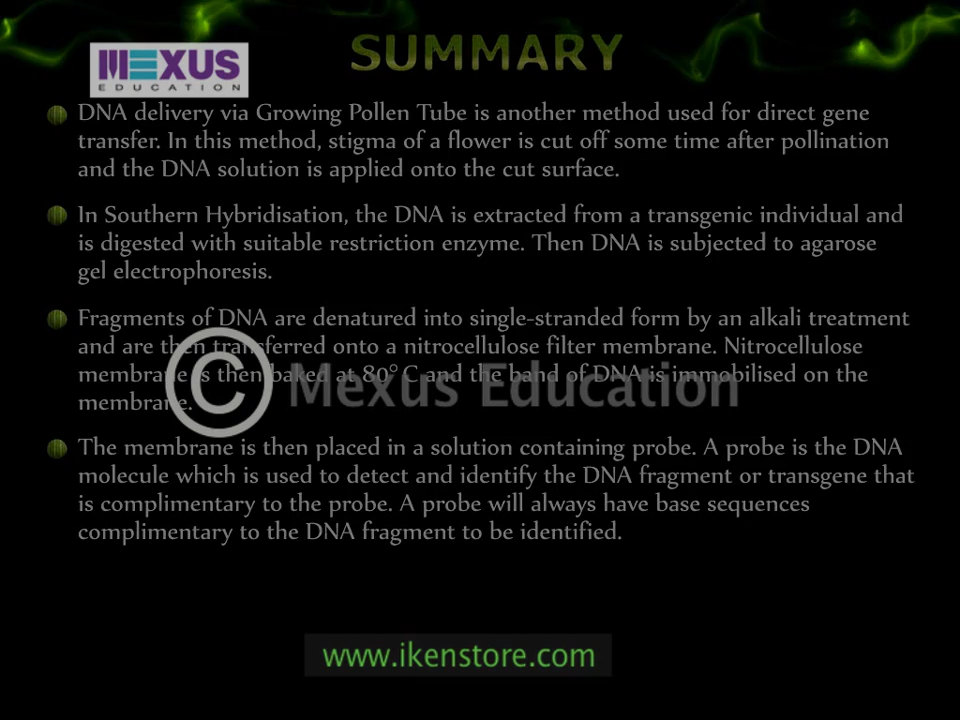 MEXUS
EDUCATION
SUMMARY
DNA delivery via Growing Pollen Tube is another method used for direct gene
transfer. In this method, stigma of a flower is cut off some time after pollination
and the DNA solution is applied onto the cut surface.
In Southern Hybridisation, the DNA is extracted from a transgenic individual and
is digested with suitable restriction enzyme. Then DNA is subjected to agarose
gel electrophoresis.
Fragments of DNA are denatured into single-stranded form by an alkali treatment
and are then transferred onto a nitrocellulose filter membrane. Nitrocellulose
membrane is then baked at 80° C and the band of DNA is immobilised on the
membrane.
© Mexus Education
The membrane is then placed in a solution containing probe. A probe is the DNA
molecule which is used to detect and identify the DNA fragment or transgene that
is complimentary to the probe. A probe will always have base sequences
complimentary to the DNA fragment to be identified.
www.ikenstore.com